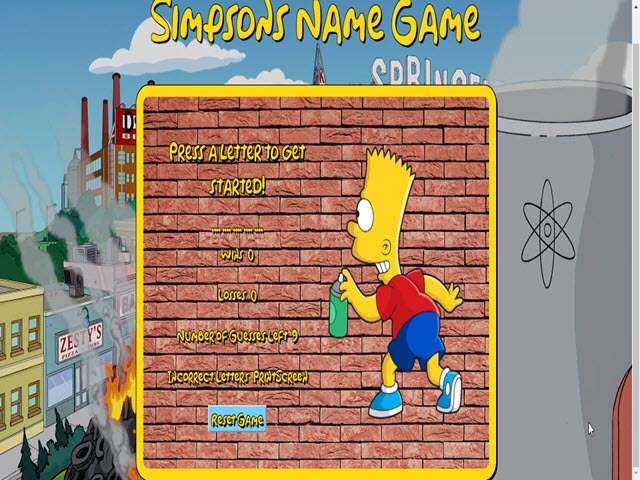 Simpsons Name Game
Press a Letter to get
started!
_ _ _ _ _
Wins 0
Losses 0
Number of Guesses Left 9
Incorrect Letters PrintScreen
Reset Game
ZESTY'S
PIZZA